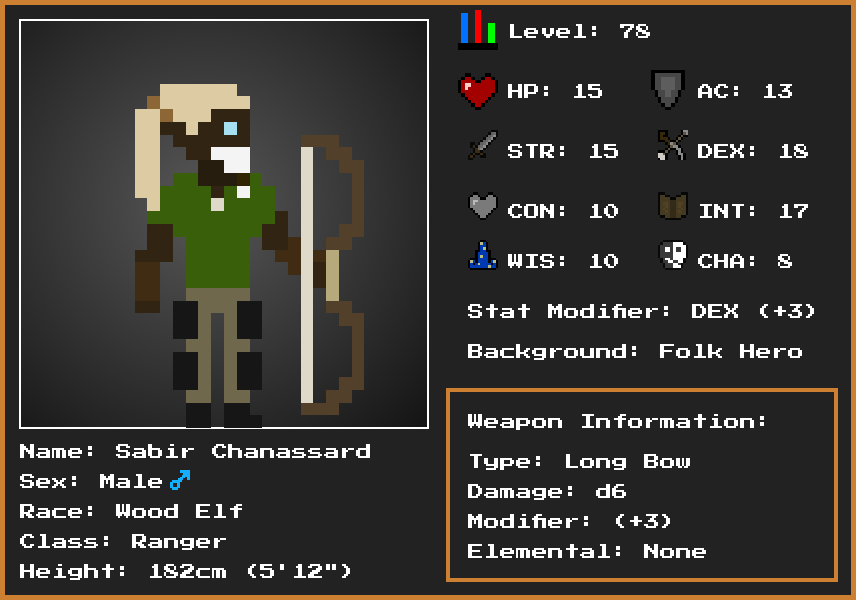 Level: 78
HP: 15
AC: 13
STR: 15
DEX: 18
CON: 10
INT: 17
WIS: 10
CHA: 8
Stat Modifier: DEX (+3)
Background: Folk Hero
Weapon Information:
Type: Long Bow
Damage: d6
Modifier: (+3)
Elemental: None
Name: Sabir Chanassard
Sex: Male ♂
Race: Wood Elf
Class: Ranger
Height: 182cm (5'12")